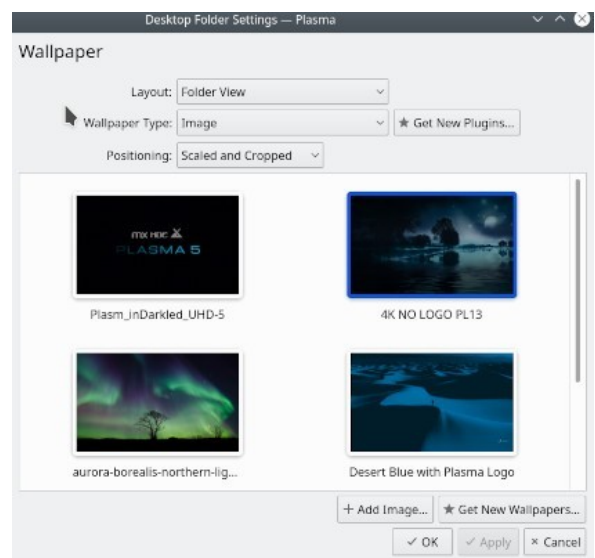 Desktop Folder Settings — Plasma
Wallpaper
Layout: Folder View
Wallpaper Type: Image ★ Get New Plugins...
Positioning: Scaled and Cropped
PLASMA 5
Plasm_inDarkled_UHD-5 4K NO LOGO PL13
aurora-borealis-northern-lig... Desert Blue with Plasma Logo
+ Add Image... ★ Get New Wallpapers...
✓ OK ✓ Apply × Cancel